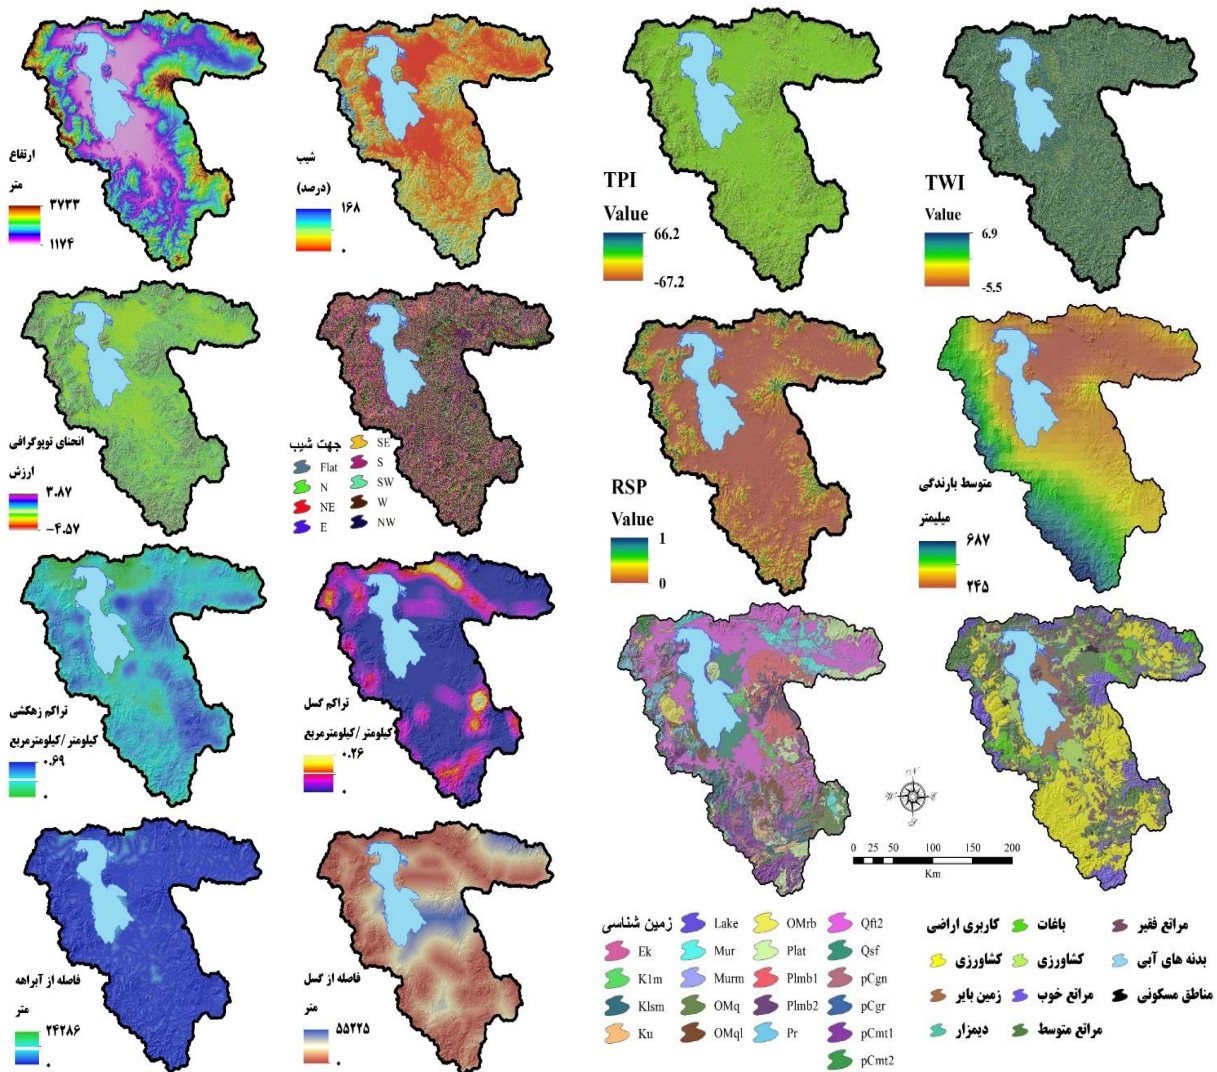 ارتفاع
متر
۳۷۳۳
۱۱۷۴
شیب
(درصد)
۱۶۸
۰
TPI
Value
66.2
-67.2
TWI
Value
6.9
-5.5
انحنای توپوگرافی
ارزش
۳.۸۷
-۴.۵۷
جهت شیب
Flat
N
NE
E
SE
S
SW
W
NW
RSP
Value
1
0
متوسط بارندگی
میلیمتر
۶۸۷
۲۴۵
تراکم زهکشی
کیلومتر/کیلومترمربع
۰.۶۹
۰
تراکم گسل
کیلومتر/کیلومترمربع
۰.۲۶
۰
N
W
E
S
0 25 50 100 150 200
Km
فاصله از آبراهه
متر
۲۴۲۸۶
۰
فاصله از گسل
متر
۵۵۲۲۵
۰
زمین شناسی
Ek
K1m
Klsm
Ku
Lake
Mur
Murm
OMq
OMql
OMrb
Plat
Plmb1
Plmb2
Pr
Qft2
Qsf
pCgn
pCgr
pCmt1
pCmt2
کاربری اراضی
کشاورزی
زمین بایر
دیمزار
باغات
کشاورزی
مراتع خوب
مراتع متوسط
مراتع فقیر
بدنه های آبی
مناطق مسکونی